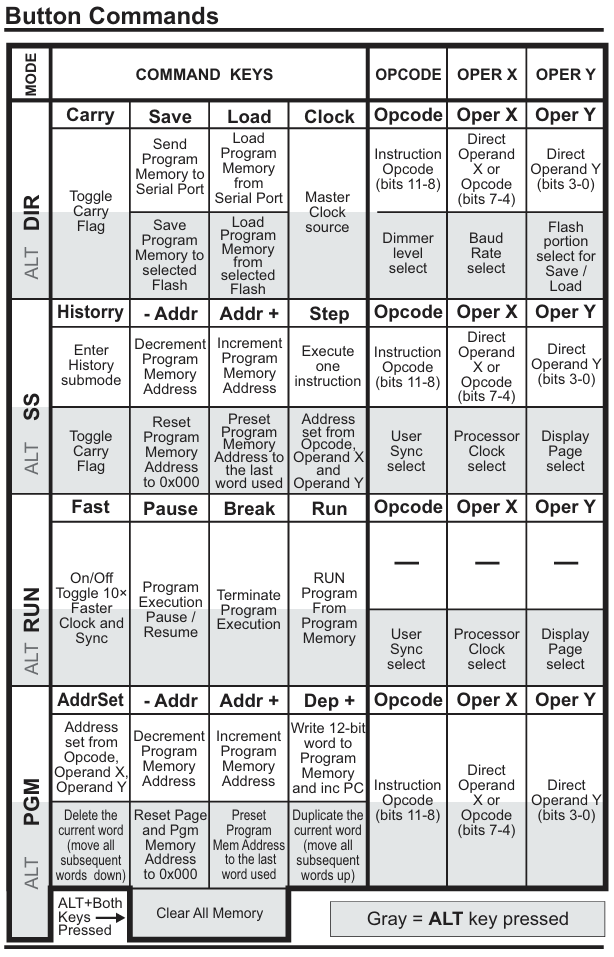 Button Commands
MODE
COMMAND KEYS
OPCODE
OPER X
OPER Y
ALT DIR
Carry
Save
Load
Clock
Opcode
Oper X
Oper Y
Toggle
Carry
Flag
Send
Program
Memory to
Serial Port
Load
Program
Memory
from
Serial Port
Master
Clock
source
Instruction
Opcode
(bits 11-8)
Direct
Operand
X or
Opcode
(bits 7-4)
Direct
Operand Y
(bits 3-0)
Save
Program
Memory to
selected
Flash
Load
Program
Memory
from
selected
Flash
Dimmer
level
select
Baud
Rate
select
Flash
portion
select for
Save /
Load
ALT SS
Historry
- Addr
Addr +
Step
Opcode
Oper X
Oper Y
Enter
History
submode
Decrement
Program
Memory
Address
Increment
Program
Memory
Address
Execute
one
instruction
Instruction
Opcode
(bits 11-8)
Direct
Operand
X or
Opcode
(bits 7-4)
Direct
Operand Y
(bits 3-0)
Toggle
Carry
Flag
Reset
Program
Memory
Address
to 0x000
Preset
Program
Memory
Address to
the last
word used
Address
set from
Opcode,
Operand X
and
Operand Y
User
Sync
select
Processor
Clock
select
Display
Page
select
ALT RUN
Fast
Pause
Break
Run
Opcode
Oper X
Oper Y
On/Off
Toggle 10×
Faster
Clock and
Sync
Program
Execution
Pause /
Resume
Terminate
Program
Execution
RUN
Program
From
Program
Memory
—
—
—
User
Sync
select
Processor
Clock
select
Display
Page
select
ALT PGM
AddrSet
- Addr
Addr +
Dep +
Opcode
Oper X
Oper Y
Address
set from
Opcode,
Operand X,
Operand Y
Decrement
Program
Memory
Address
Increment
Program
Memory
Address
Write 12-bit
word to
Program
Memory
and inc PC
Instruction
Opcode
(bits 11-8)
Direct
Operand
X or
Opcode
(bits 7-4)
Direct
Operand Y
(bits 3-0)
Delete the
current word
(move all
subsequent
words down)
Reset Page
and Pgm
Memory
Address
to 0x000
Preset
Program
Mem Address
to the last
word used
Duplicate the
current word
(move all
subsequent
words up)
ALT+Both
Keys
Pressed
Clear All Memory
Gray = ALT key pressed